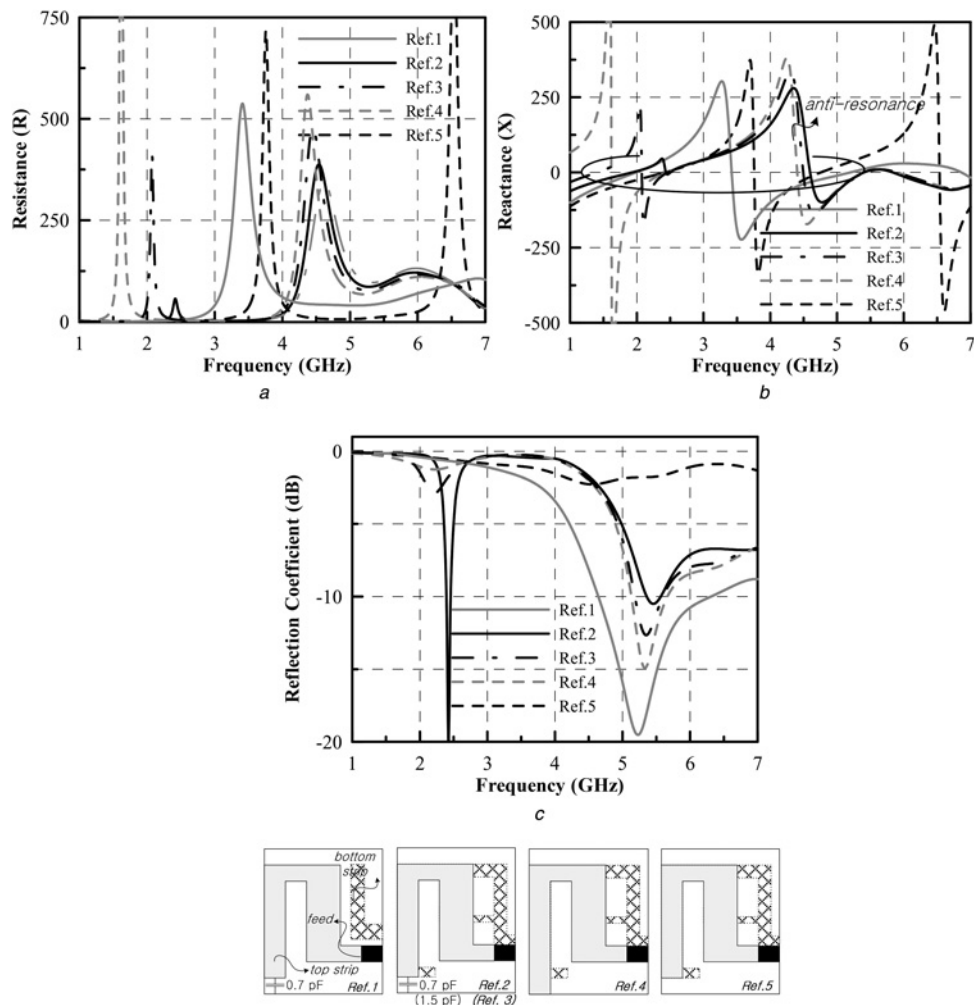 750
500
250
0
Resistance (R)
1 2 3 4 5 6 7
Frequency (GHz)
Ref.1
Ref.2
Ref.3
Ref.4
Ref.5
a
500
250
0
-250
-500
Reactance (X)
anti-resonance
Ref.1
Ref.2
Ref.3
Ref.4
Ref.5
1 2 3 4 5 6 7
Frequency (GHz)
b
0
-10
-20
Reflection Coefficient (dB)
Ref.1
Ref.2
Ref.3
Ref.4
Ref.5
1 2 3 4 5 6 7
Frequency (GHz)
c
bottom
strip
feed
top strip
0.7 pF
Ref.1
0.7 pF
Ref.2
(1.5 pF)
(Ref. 3)
Ref.4
Ref.5